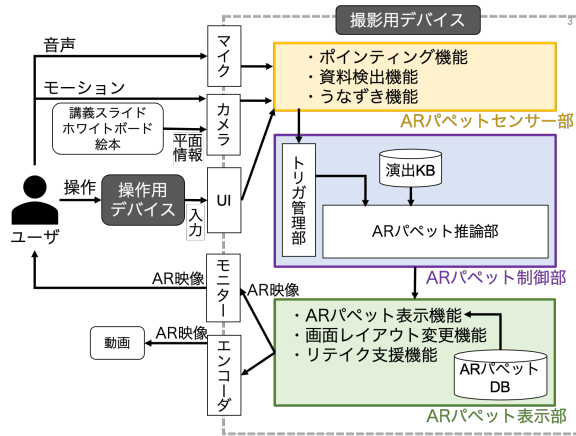 撮影用デバイス
3
音声
マイク
・ポインティング機能
・資料検出機能
・うなずき機能
モーション
カメラ
講義スライド
ホワイトボード
絵本
平面
情報
ARパペットセンサー部
トリガ管理部
演出KB
ARパペット推論部
操作
操作用
デバイス
入力
UI
ユーザ
ARパペット制御部
AR映像
モニター
AR映像
・ARパペット表示機能
・画面レイアウト変更機能
・リテイク支援機能
動画
AR映像
エンコーダ
ARパペット
DB
ARパペット表示部